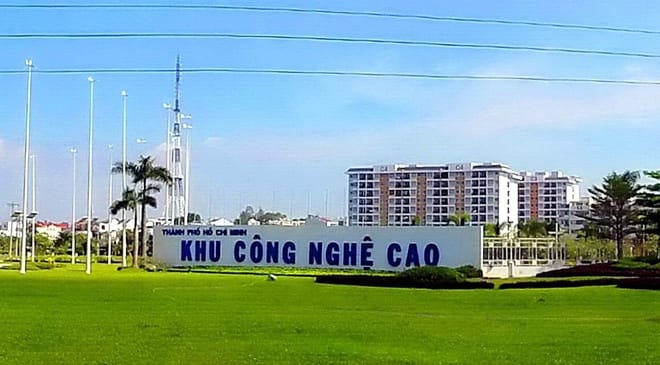 THÀNH PHỐ HỒ CHÍ MINH
KHU CÔNG NGHỆ CAO